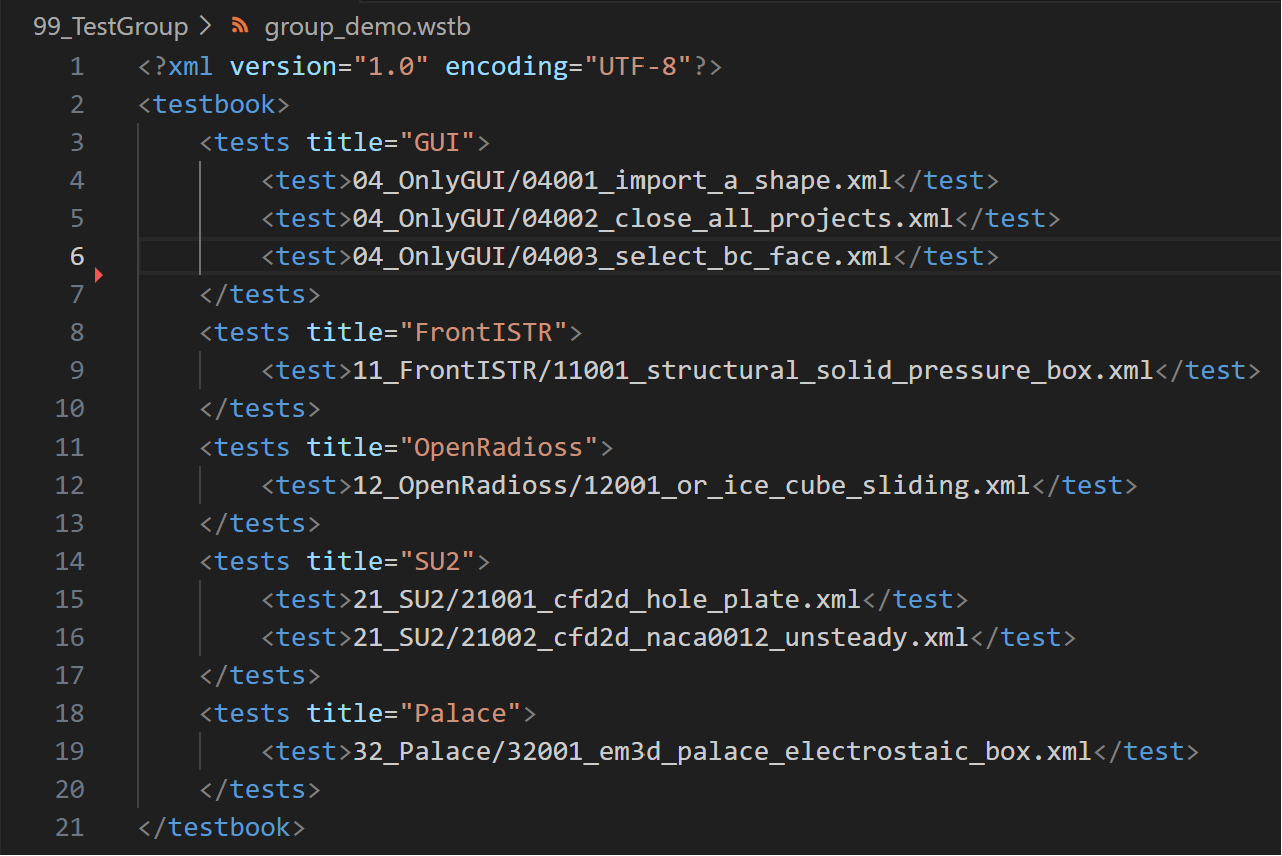 99_TestGroup > group_demo.wstb
1 <?xml version="1.0" encoding="UTF-8"?>
2 <testbook>
3 <tests title="GUI">
4 <test>04_OnlyGUI/04001_import_a_shape.xml</test>
5 <test>04_OnlyGUI/04002_close_all_projects.xml</test>
6 <test>04_OnlyGUI/04003_select_bc_face.xml</test>
7 </tests>
8 <tests title="FrontISTR">
9 <test>11_FrontISTR/11001_structural_solid_pressure_box.xml</test>
10 </tests>
11 <tests title="OpenRadioss">
12 <test>12_OpenRadioss/12001_or_ice_cube_sliding.xml</test>
13 </tests>
14 <tests title="SU2">
15 <test>21_SU2/21001_cfd2d_hole_plate.xml</test>
16 <test>21_SU2/21002_cfd2d_naca0012_unsteady.xml</test>
17 </tests>
18 <tests title="Palace">
19 <test>32_Palace/32001_em3d_palace_electrostaic_box.xml</test>
20 </tests>
21 </testbook>